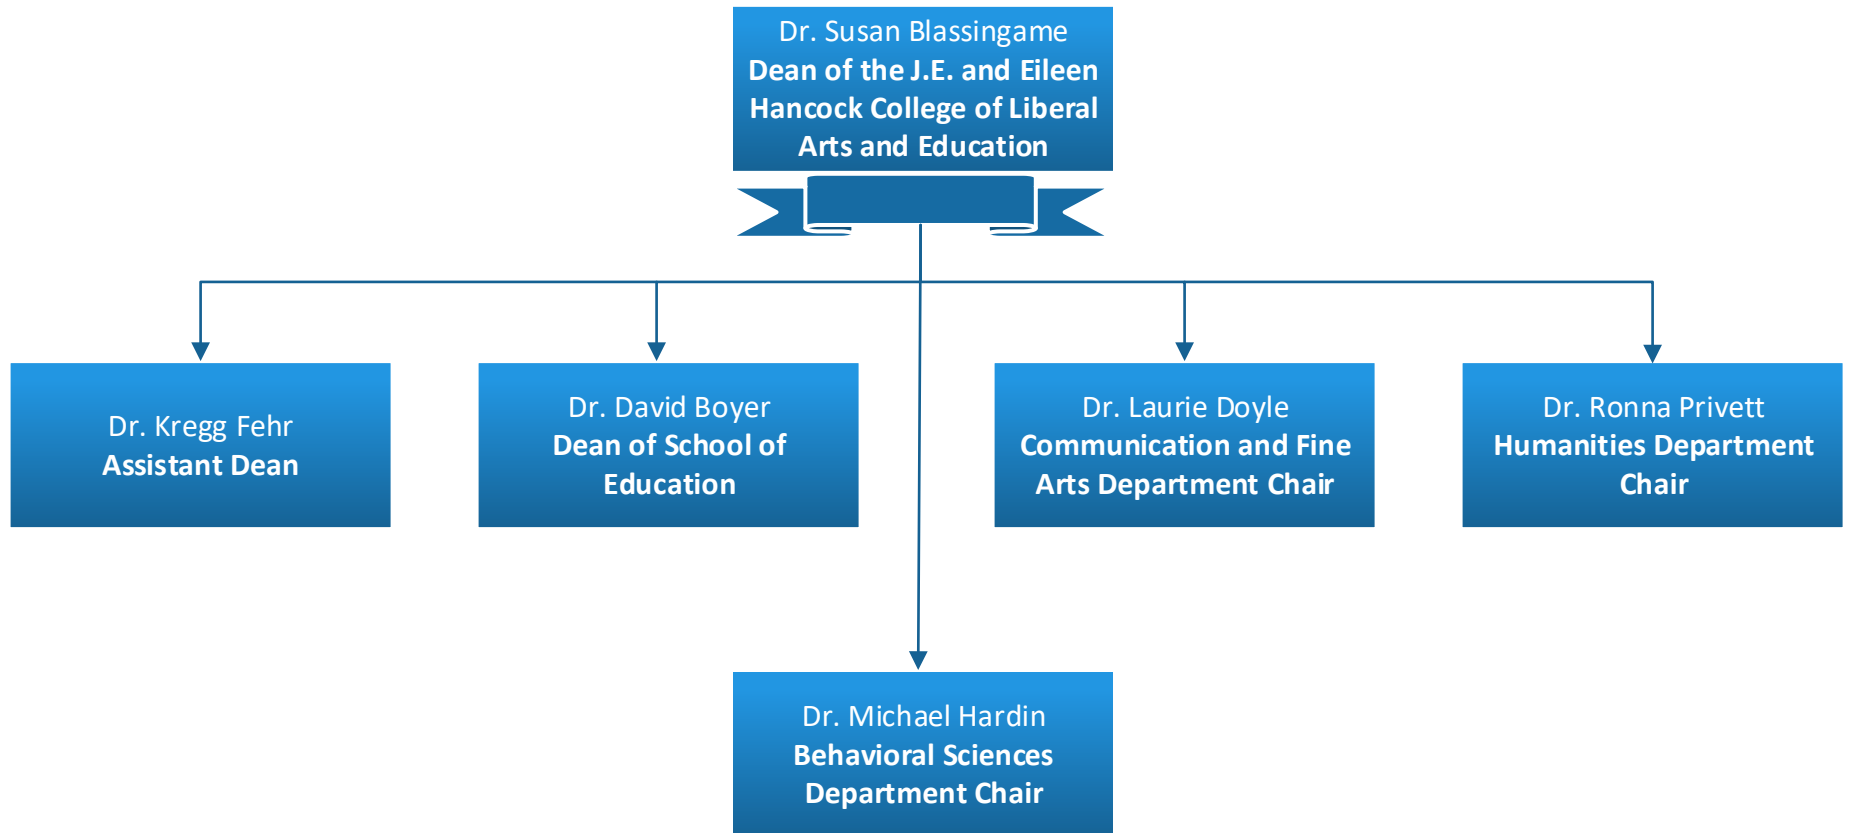 Dr. Susan Blassingame
Dean of the J.E. and Eileen
Hancock College of Liberal
Arts and Education
Dr. Kregg Fehr
Assistant Dean
Dr. David Boyer
Dean of School of
Education
Dr. Laurie Doyle
Communication and Fine
Arts Department Chair
Dr. Ronna Privett
Humanities Department
Chair
Dr. Michael Hardin
Behavioral Sciences
Department Chair